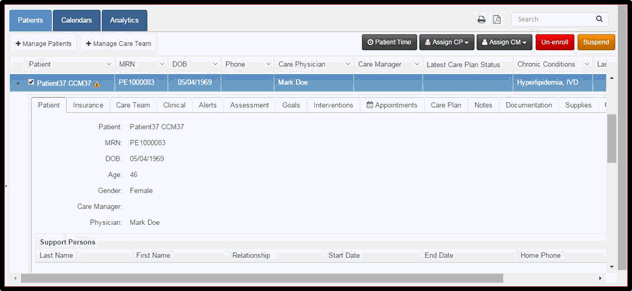 Patients Calendars Analytics Search
+ Manage Patients + Manage Care Team Patient Time Assign CP Assign CM Un-enroll Suspend
Patient MRN DOB Phone Care Physician Care Manager Latest Care Plan Status Chronic Conditions Las
Patient37 CCM37 PE1000083 05/04/1969 Mark Doe Hyperlipidemia, IVD
Patient Insurance Care Team Clinical Alerts Assessment Goals Interventions Appointments Care Plan Notes Documentation Supplies
Patient: Patient37 CCM37
MRN: PE1000083
DOB: 05/04/1969
Age: 46
Gender: Female
Care Manager:
Physician: Mark Doe
Support Persons
Last Name First Name Relationship Start Date End Date Home Phone